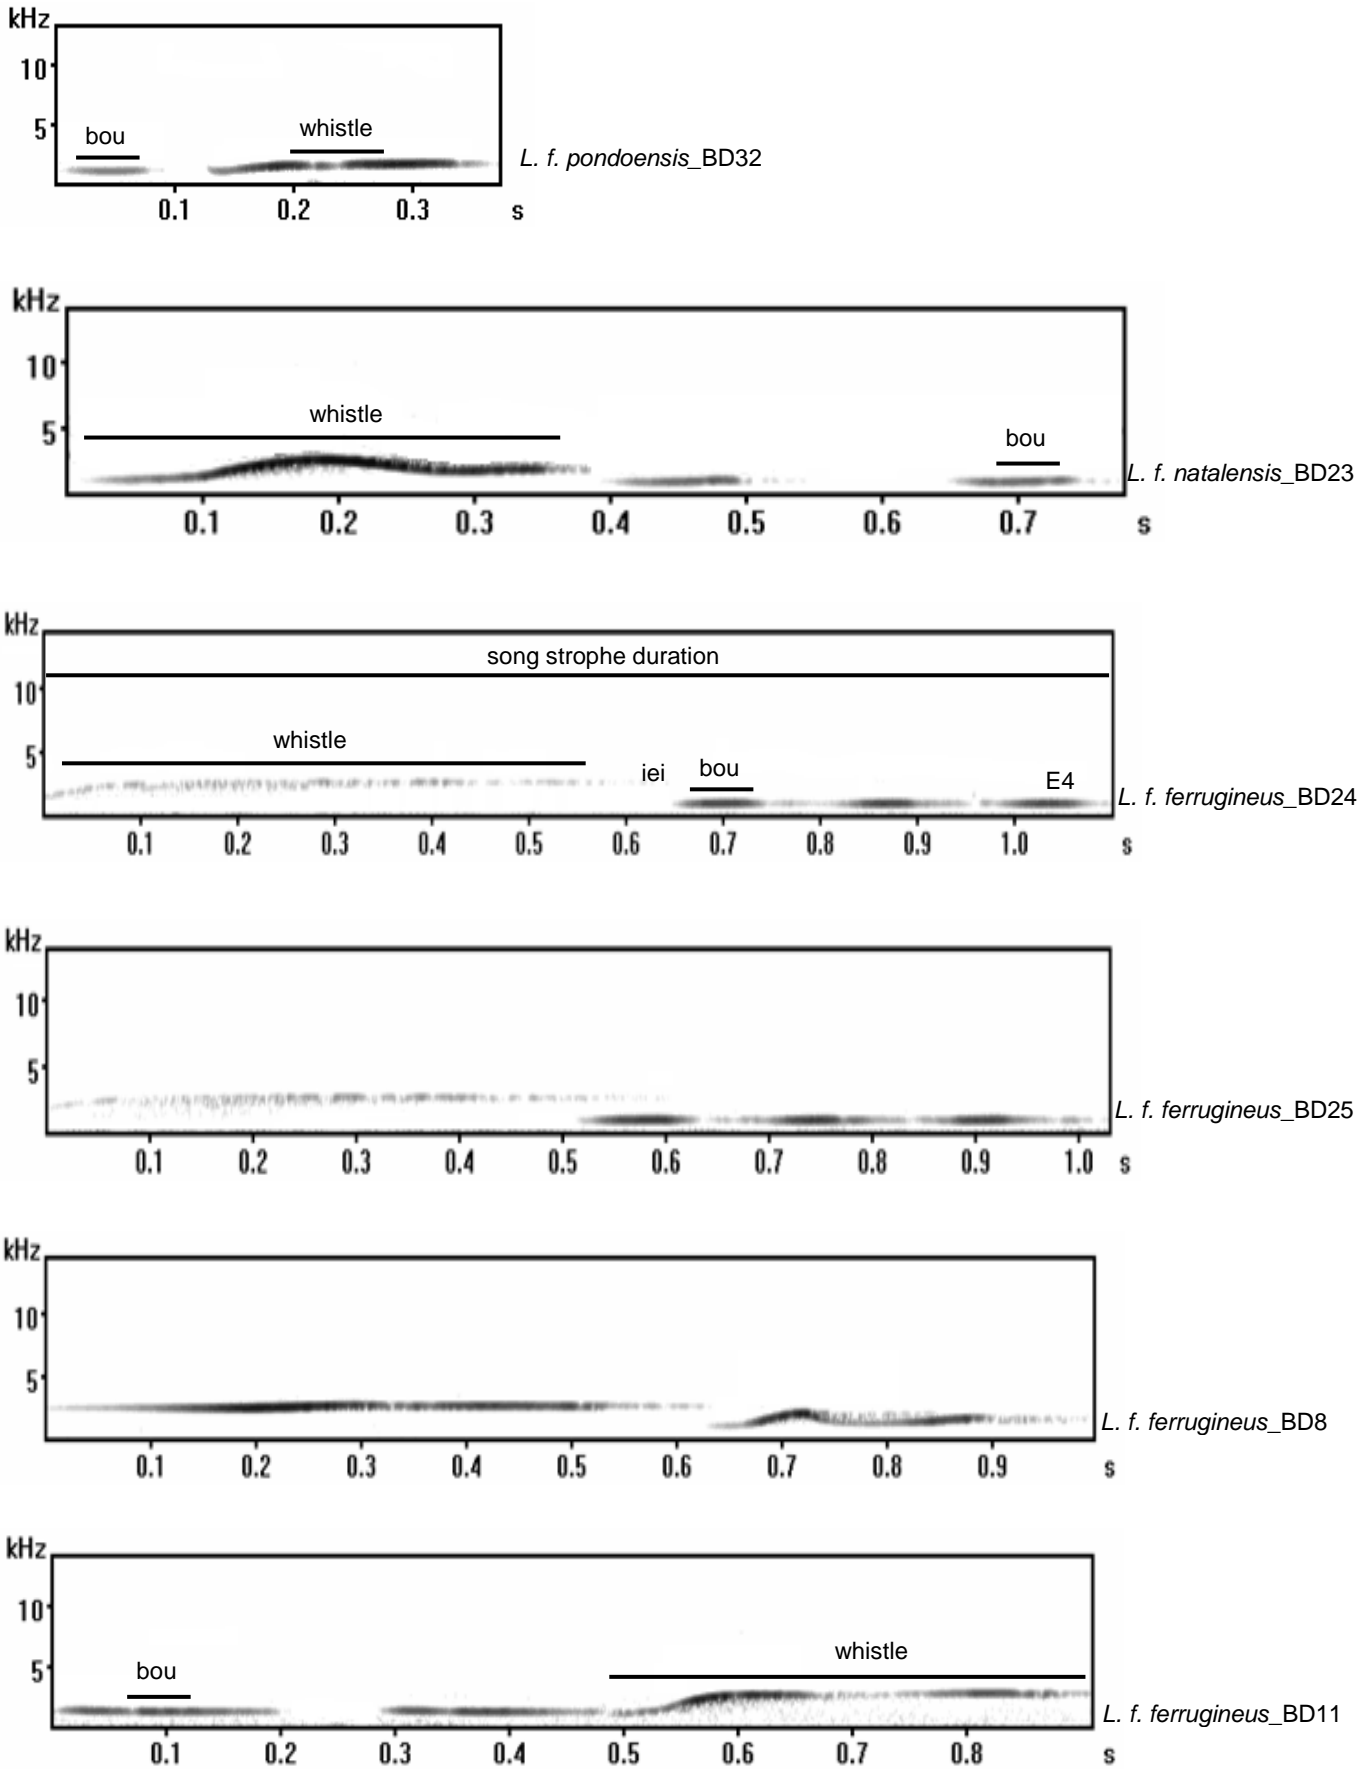 kHz
10
5
bou
whistle
L. f. pondoensis_BD32
0.1 0.2 0.3 s
kHz
10
5
whistle
bou
L. f. natalensis_BD23
0.1 0.2 0.3 0.4 0.5 0.6 0.7 s
kHz
song strophe duration
10
5
whistle
iei
bou
E4
L. f. ferrugineus_BD24
0.1 0.2 0.3 0.4 0.5 0.6 0.7 0.8 0.9 1.0 s
kHz
10
5
L. f. ferrugineus_BD25
0.1 0.2 0.3 0.4 0.5 0.6 0.7 0.8 0.9 1.0 s
kHz
10
5
L. f. ferrugineus_BD8
0.1 0.2 0.3 0.4 0.5 0.6 0.7 0.8 0.9 s
kHz
10
5
bou
whistle
L. f. ferrugineus_BD11
0.1 0.2 0.3 0.4 0.5 0.6 0.7 0.8 s